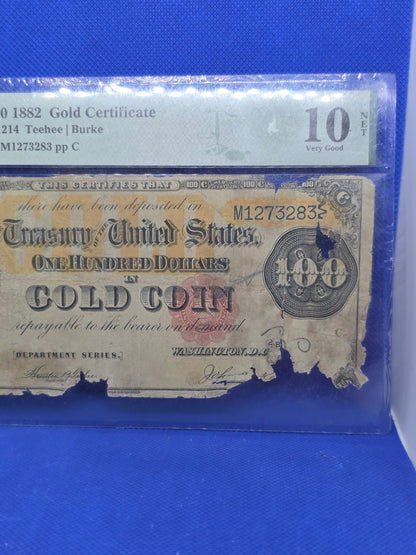 0 1882 Gold Certificate
214 Teehee | Burke
M1273283 pp C
10 NET
Very Good
THIS CERTIFIES THAT 100 C 100 C
there have been deposited in
M1273283
Treasury OF THE United States,
ONE HUNDRED DOLLARS
IN
100
GOLD COIN
repayable to the bearer on demand.
DEPARTMENT SERIES.
WASHINGTON, D.C.